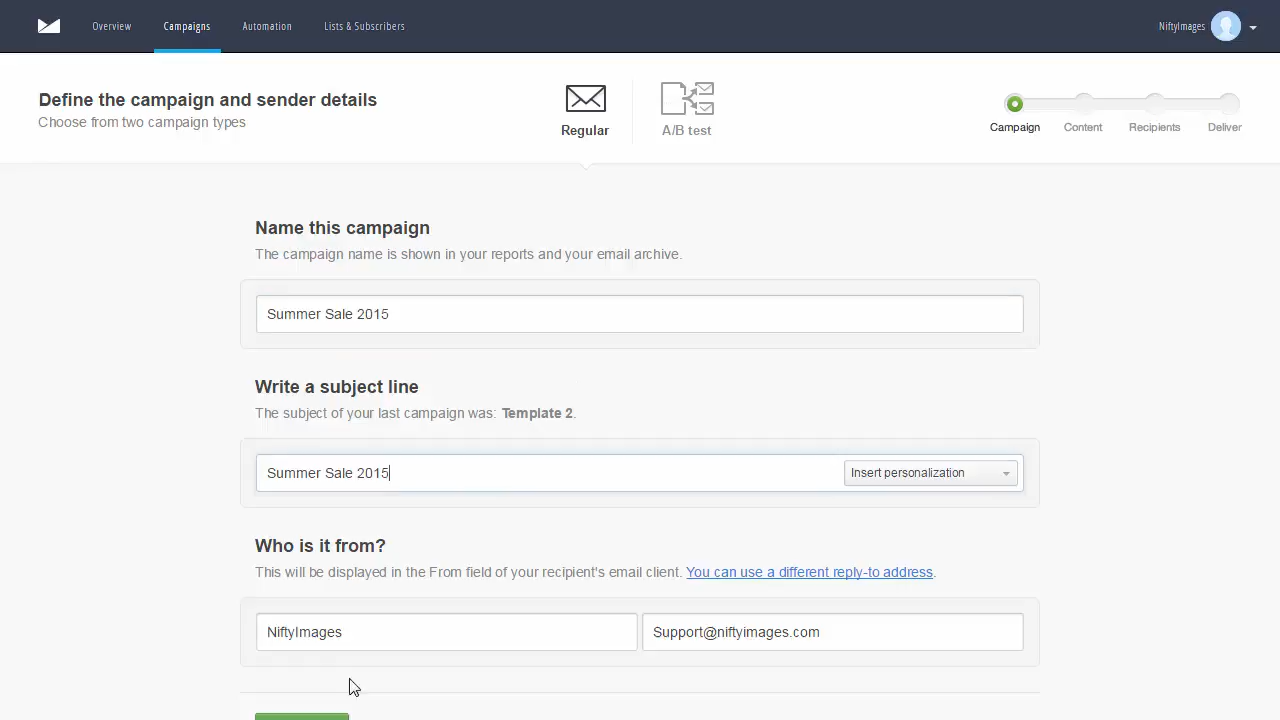 Overview Campaigns Automation Lists & Subscribers NiftyImages
Define the campaign and sender details
Choose from two campaign types
Regular A/B test
Campaign Content Recipients Deliver
Name this campaign
The campaign name is shown in your reports and your email archive.
Summer Sale 2015
Write a subject line
The subject of your last campaign was: Template 2.
Summer Sale 2015 Insert personalization
Who is it from?
This will be displayed in the From field of your recipient's email client. You can use a different reply-to address.
NiftyImages Support@niftyimages.com